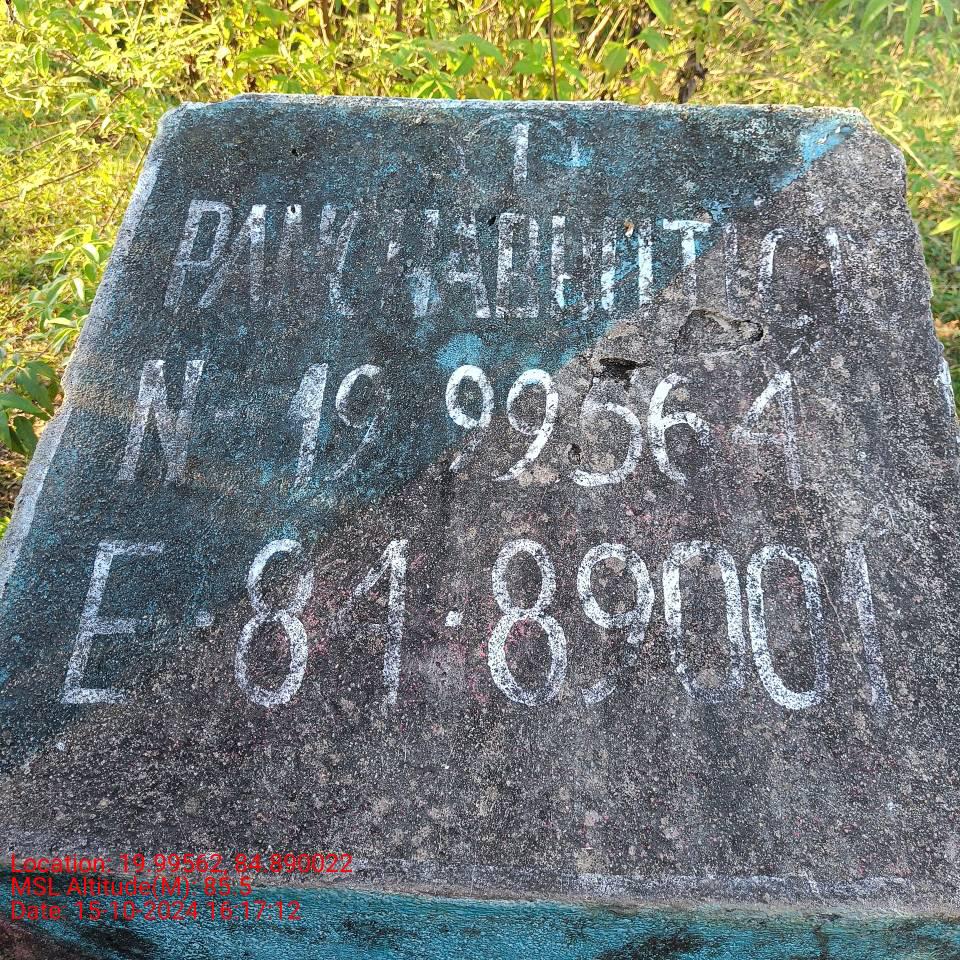 N - 19 99564
E · 84 · 89001
Location: 19.99562, 84.890022
MSL Altitude(M): 85.5
Date: 15-10-2024 16:17:12